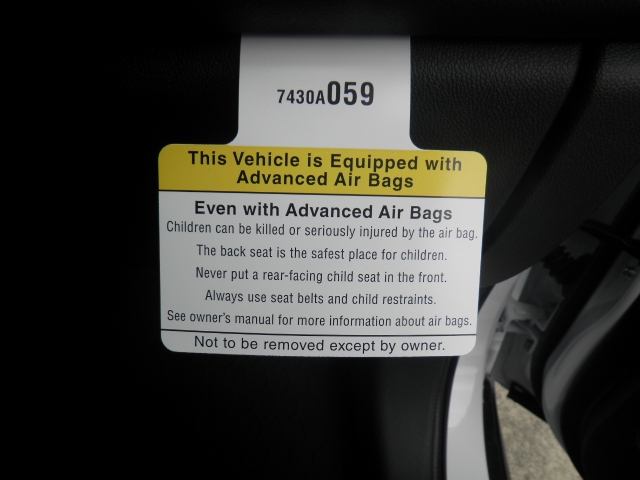 7430A059
This Vehicle is Equipped with
Advanced Air Bags
Even with Advanced Air Bags
Children can be killed or seriously injured by the air bag.
The back seat is the safest place for children.
Never put a rear-facing child seat in the front.
Always use seat belts and child restraints.
See owner's manual for more information about air bags.
Not to be removed except by owner.